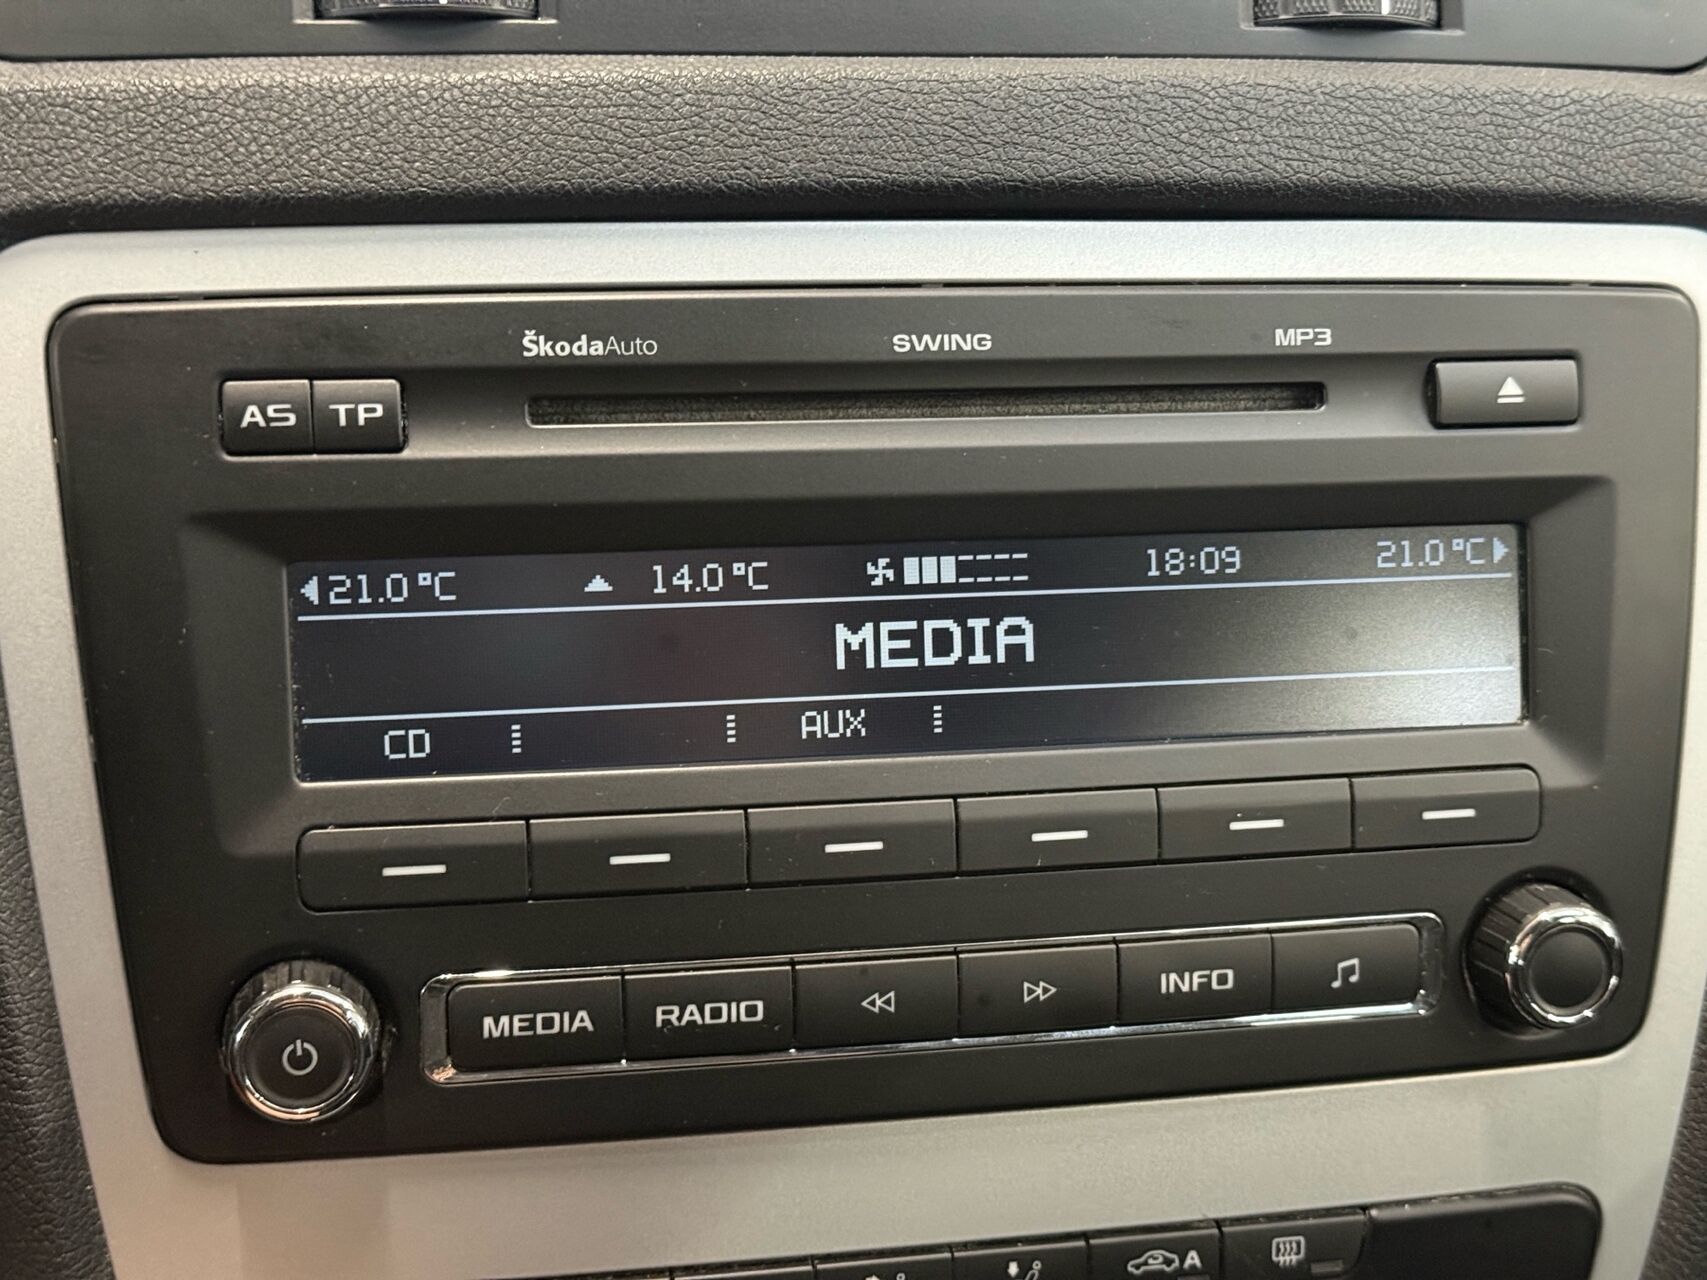 ŠkodaAuto SWING MP3
AS TP
21.0°C 14.0°C 18:09 21.0°C
MEDIA
CD AUX
MEDIA RADIO INFO
A